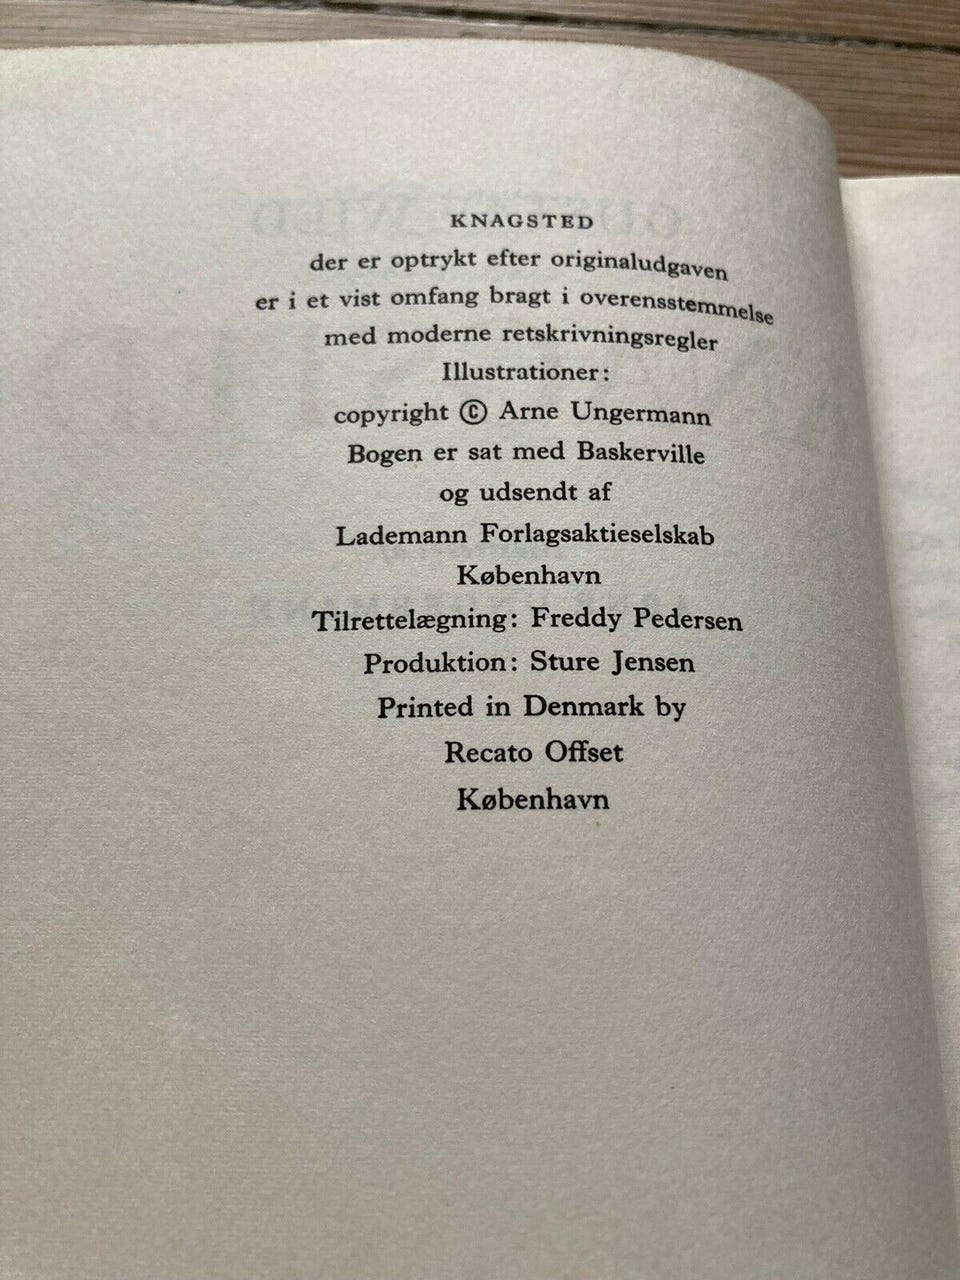 KNAGSTED
der er optrykt efter originaludgaven
er i et vist omfang bragt i overensstemmelse
med moderne retskrivningsregler
Illustrationer:
copyright © Arne Ungermann
Bogen er sat med Baskerville
og udsendt af
Lademann Forlagsaktieselskab
København
Tilrettelægning: Freddy Pedersen
Produktion: Sture Jensen
Printed in Denmark by
Recato Offset
København